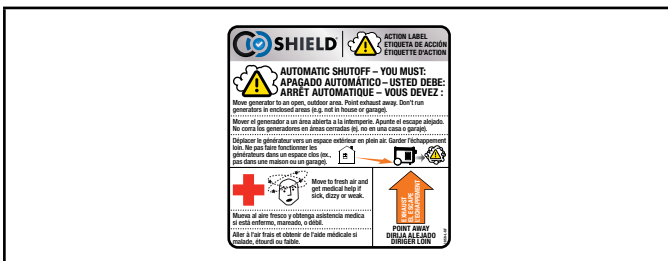 CO SHIELD®
ACTION LABEL
ETIQUETA DE ACCIÓN
ÉTIQUETTE D'ACTION
AUTOMATIC SHUTOFF – YOU MUST:
APAGADO AUTOMÁTICO – USTED DEBE:
ARRÊT AUTOMATIQUE – VOUS DEVEZ :
Move generator to an open, outdoor area. Point exhaust away. Don't run
generators in enclosed areas (e.g. not in house or garage).
Mover el generador a un área abierta a la intemperie. Apunte el escape alejado.
No corra los generadores en áreas cerradas (ej. no en una casa o garaje).
Déplacer le générateur vers un espace extérieur en plein air. Garder l'échappement
loin. Ne pas faire fonctionner les
générateurs dans un espace clos (ex.,
pas dans une maison ou un garage).
Move to fresh air and
get medical help if
sick, dizzy or weak.
Mueva al aire fresco y obtenga asistencia medica
si está enfermo, mareado, o débil.
Aller à l'air frais et obtenir de l'aide médicale si
malade, étourdi ou faible.
EXHAUST
EL ESCAPE
L'ÉCHAPPEMENT
POINT AWAY
DIRIJA ALEJADO
DIRIGER LOIN